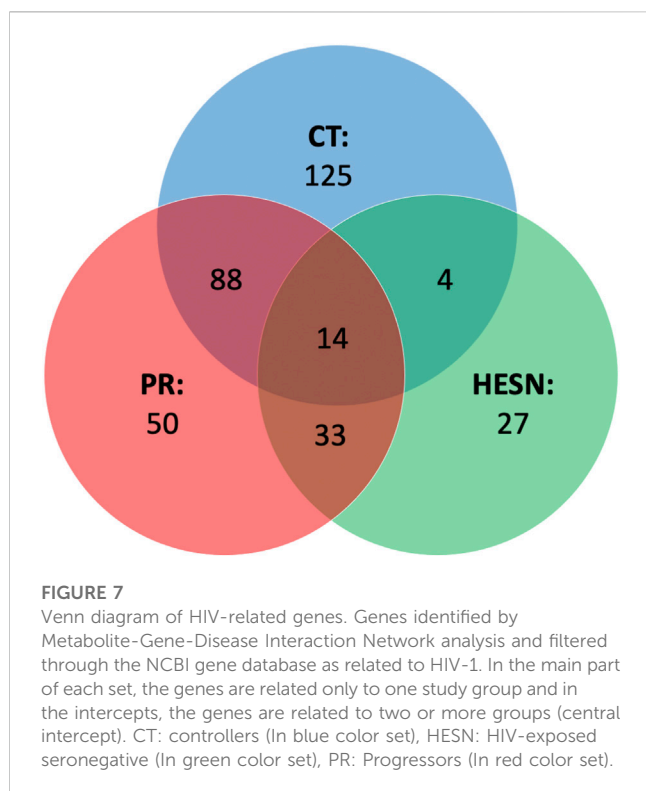 CT:
125
88
4
14
PR:
50
HESN:
27
33
FIGURE 7
Venn diagram of HIV-related genes. Genes identified by
Metabolite-Gene-Disease Interaction Network analysis and filtered
through the NCBI gene database as related to HIV-1. In the main part
of each set, the genes are related only to one study group and in
the intercepts, the genes are related to two or more groups (central
intercept). CT: controllers (In blue color set), HESN: HIV-exposed
seronegative (In green color set), PR: Progressors (In red color set).